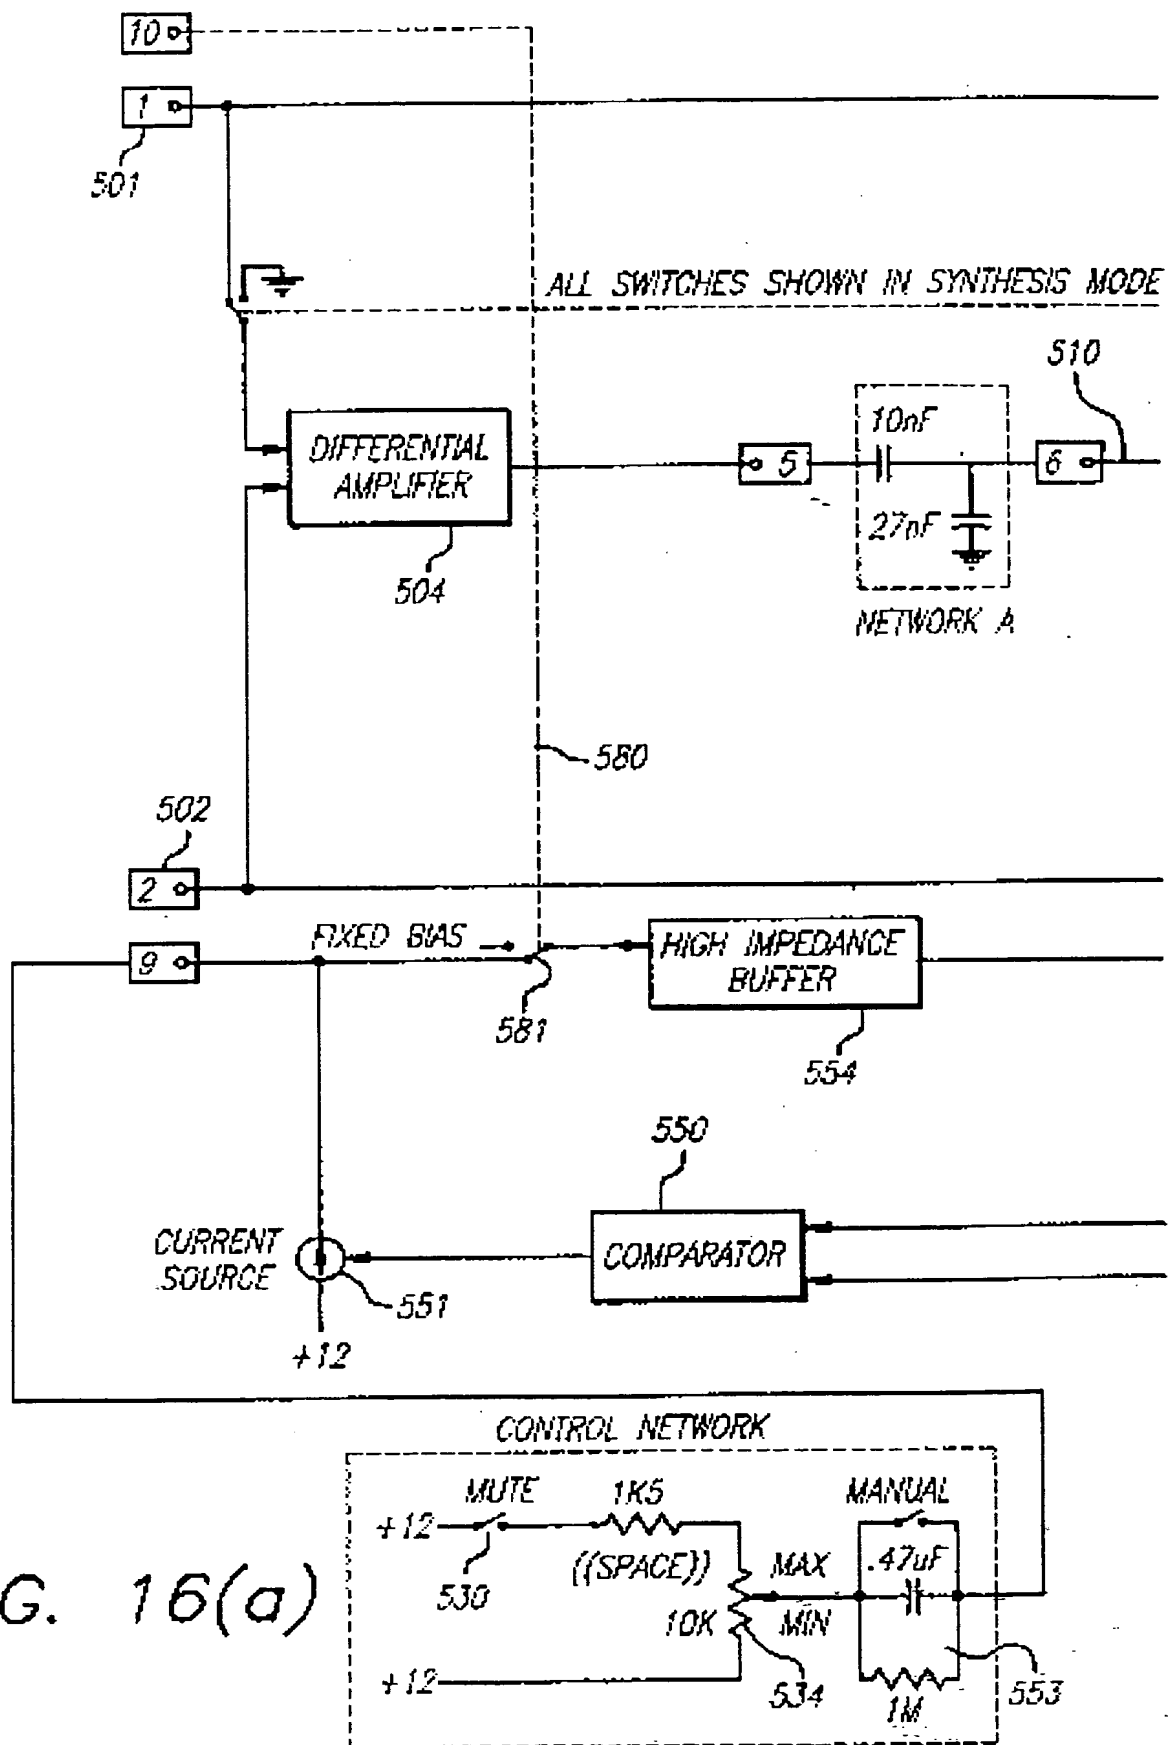 10
1
501
ALL SWITCHES SHOWN IN SYNTHESIS MODE
510
DIFFERENTIAL
AMPLIFIER
504
5
10nF
27nF
6
NETWORK A
580
502
2
FIXED BIAS
9
HIGH IMPEDANCE
BUFFER
581
554
550
CURRENT
SOURCE
COMPARATOR
551
+12
CONTROL NETWORK
MUTE
1K5
MANUAL
+12
((SPACE))
MAX
.47uF
530
10K
MIN
+12
534
1M
553
G. 16(a)